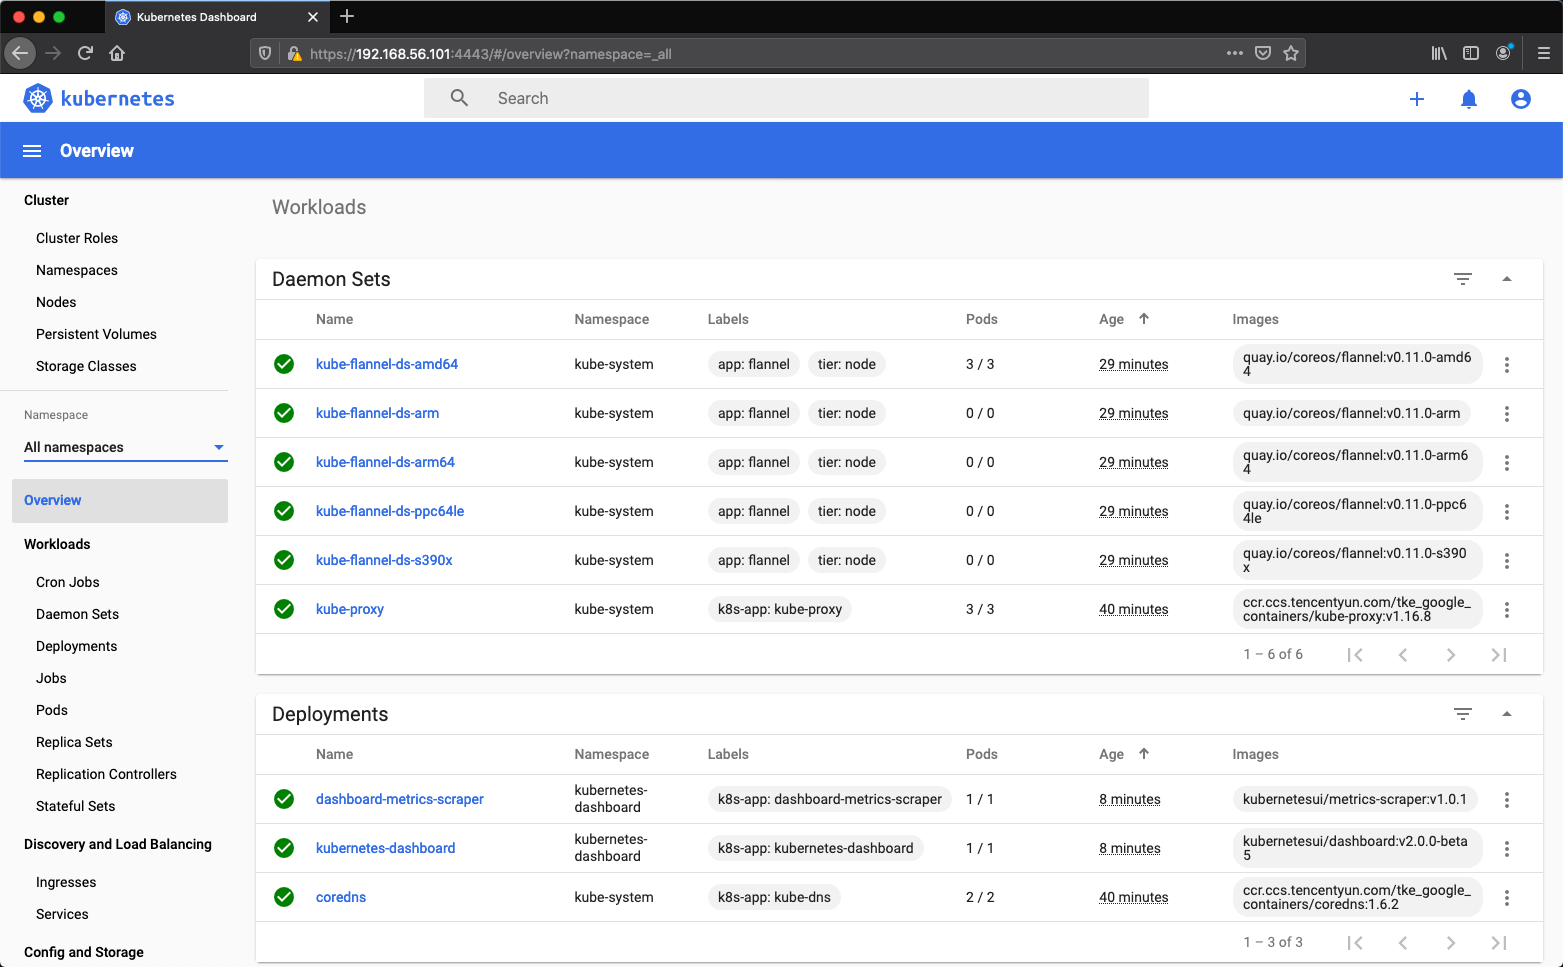 Kubernetes Dashboard
https://192.168.56.101:4443/#/overview?namespace=_all
kubernetes
Search
Overview
Cluster
Cluster Roles
Namespaces
Nodes
Persistent Volumes
Storage Classes
Namespace
All namespaces
Overview
Workloads
Cron Jobs
Daemon Sets
Deployments
Jobs
Pods
Replica Sets
Replication Controllers
Stateful Sets
Discovery and Load Balancing
Ingresses
Services
Config and Storage
Workloads
Daemon Sets
Name Namespace Labels Pods Age Images
kube-flannel-ds-amd64 kube-system app: flannel tier: node 3 / 3 29 minutes quay.io/coreos/flannel:v0.11.0-amd6
4
kube-flannel-ds-arm kube-system app: flannel tier: node 0 / 0 29 minutes quay.io/coreos/flannel:v0.11.0-arm
kube-flannel-ds-arm64 kube-system app: flannel tier: node 0 / 0 29 minutes quay.io/coreos/flannel:v0.11.0-arm6
4
kube-flannel-ds-ppc64le kube-system app: flannel tier: node 0 / 0 29 minutes quay.io/coreos/flannel:v0.11.0-ppc6
4le
kube-flannel-ds-s390x kube-system app: flannel tier: node 0 / 0 29 minutes quay.io/coreos/flannel:v0.11.0-s390
x
kube-proxy kube-system k8s-app: kube-proxy 3 / 3 40 minutes ccr.ccs.tencentyun.com/tke_google_
containers/kube-proxy:v1.16.8
1 – 6 of 6
Deployments
Name Namespace Labels Pods Age Images
dashboard-metrics-scraper kubernetes- k8s-app: dashboard-metrics-scraper 1 / 1 8 minutes kubernetesui/metrics-scraper:v1.0.1
dashboard
kubernetes-dashboard kubernetes- k8s-app: kubernetes-dashboard 1 / 1 8 minutes kubernetesui/dashboard:v2.0.0-beta
dashboard 5
coredns kube-system k8s-app: kube-dns 2 / 2 40 minutes ccr.ccs.tencentyun.com/tke_google_
containers/coredns:1.6.2
1 – 3 of 3